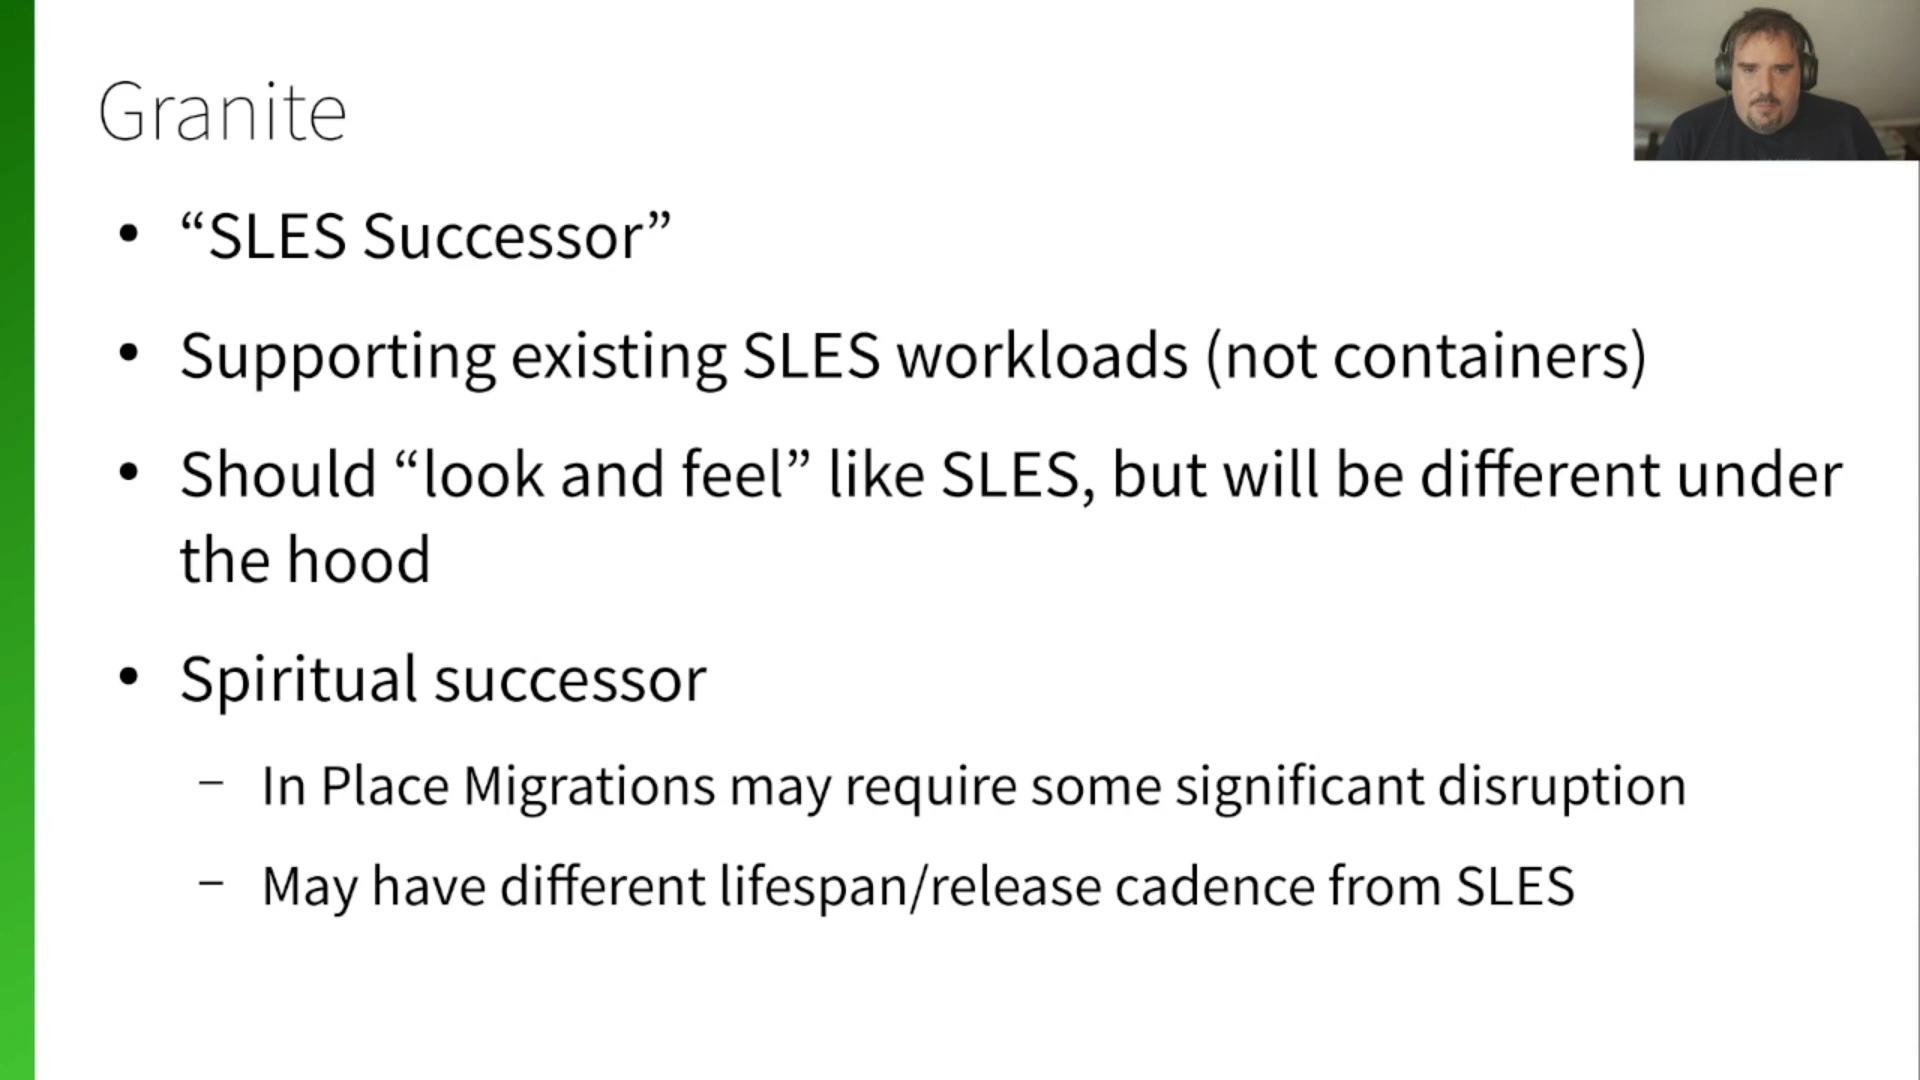 Granite
• “SLES Successor”
• Supporting existing SLES workloads (not containers)
• Should “look and feel” like SLES, but will be different under
the hood
• Spiritual successor
– In Place Migrations may require some significant disruption
– May have different lifespan/release cadence from SLES